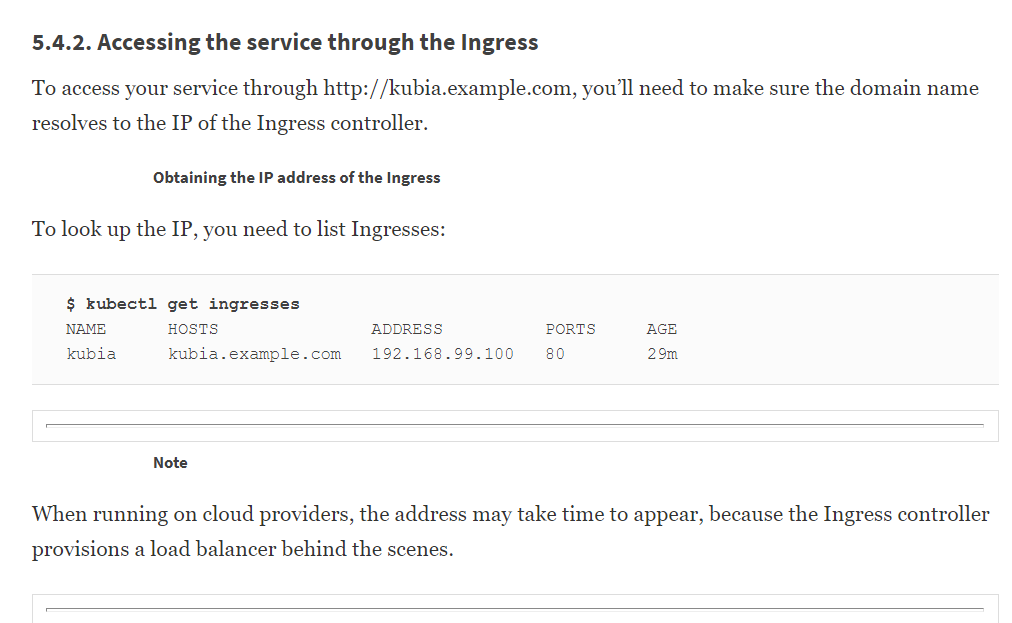 5.4.2. Accessing the service through the Ingress
To access your service through http://kubia.example.com, you’ll need to make sure the domain name
resolves to the IP of the Ingress controller.
Obtaining the IP address of the Ingress
To look up the IP, you need to list Ingresses:
$ kubectl get ingresses
NAME HOSTS ADDRESS PORTS AGE
kubia kubia.example.com 192.168.99.100 80 29m
Note
When running on cloud providers, the address may take time to appear, because the Ingress controller
provisions a load balancer behind the scenes.